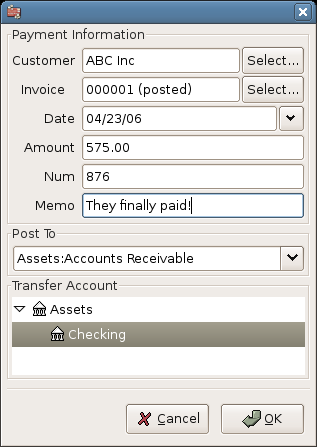 Payment Information
Customer ABC Inc Select...
Invoice 000001 (posted) Select...
Date 04/23/06
Amount 575.00
Num 876
Memo They finally paid!
Post To
Assets:Accounts Receivable
Transfer Account
Assets
Checking
Cancel OK